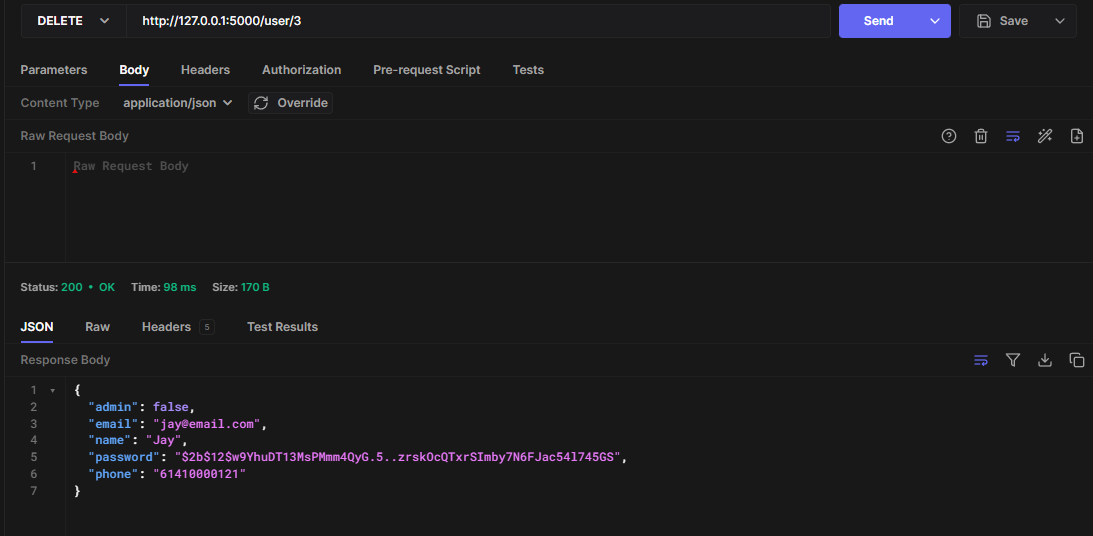 DELETE http://127.0.0.1:5000/user/3 Send Save
Parameters Body Headers Authorization Pre-request Script Tests
Content Type application/json Override
Raw Request Body
1 Raw Request Body
Status: 200 • OK Time: 98 ms Size: 170 B
JSON Raw Headers 5 Test Results
Response Body
1 {
2 "admin": false,
3 "email": "jay@email.com",
4 "name": "Jay",
5 "password": "$2b$12$w9YhuDT13MsPMmm4QyG.5..zrskOcQTxrSImby7N6FJac54l745GS",
6 "phone": "61410000121"
7 }